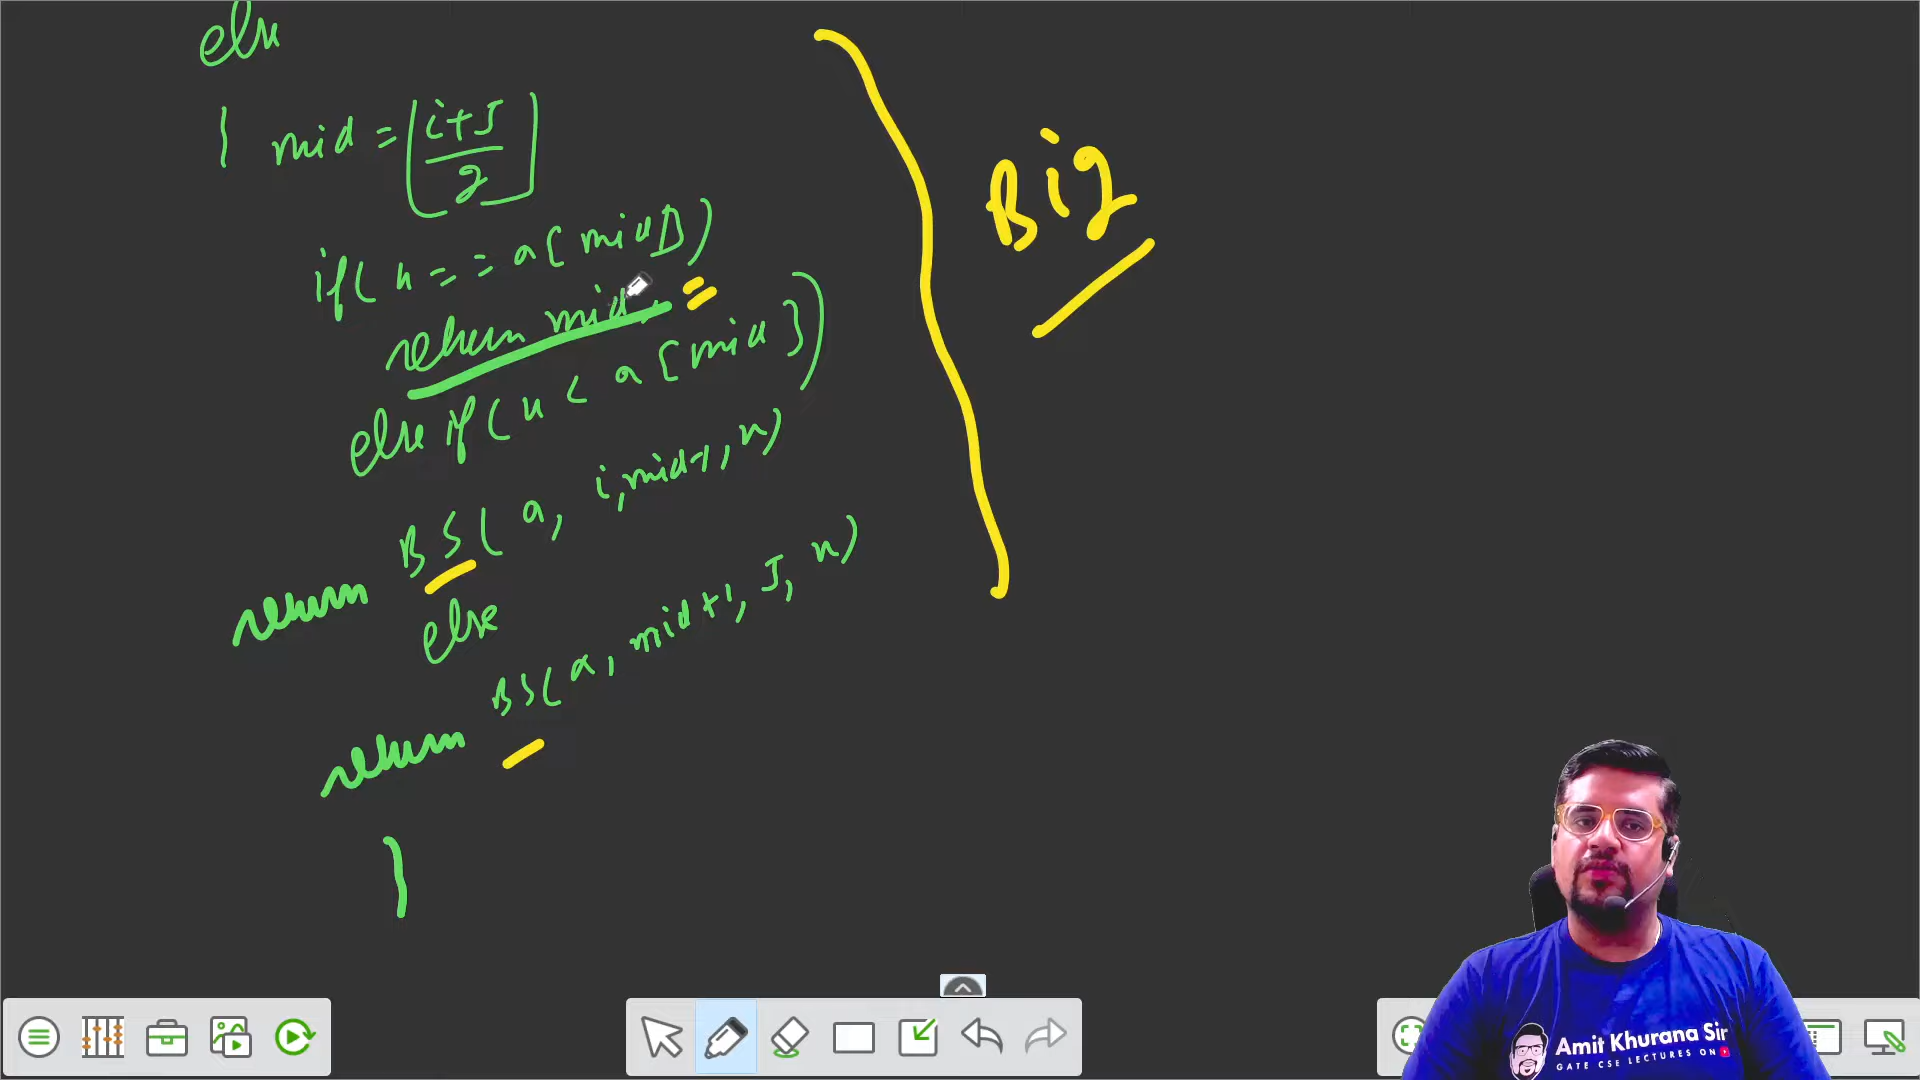 else
{ mid = ⌊(i+J)/2⌋
if( x == a[mid])
return mid;
else if( x < a[mid])
return BS( a, i, mid-1, x)
else
return BS( a, mid+1, J, x)
}
Big
Amit Khurana Sir
GATE CSE LECTURES ON